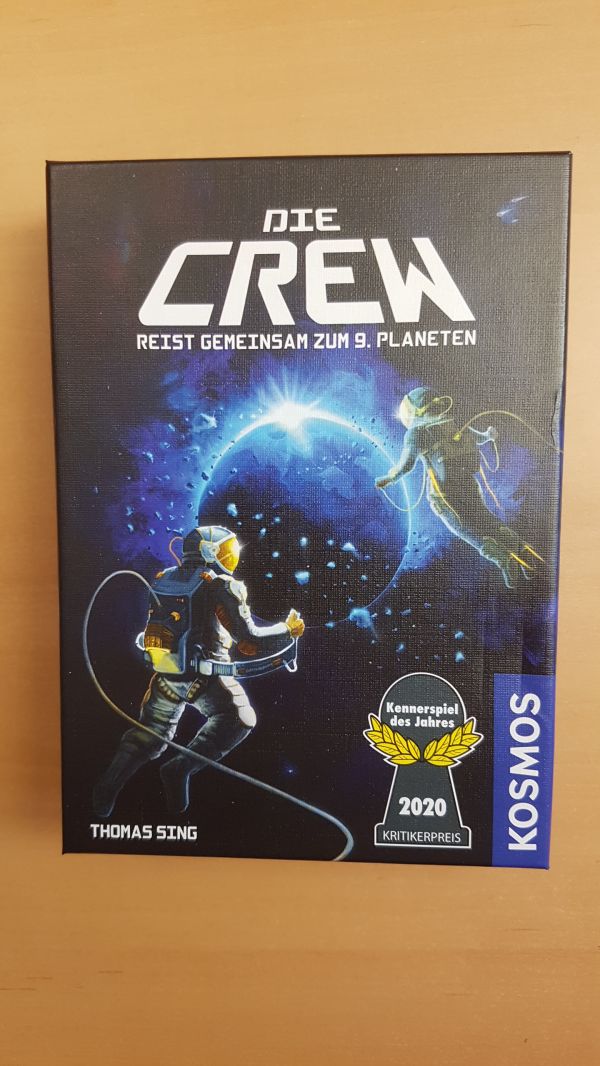 DIE
CREW
REIST GEMEINSAM ZUM 9. PLANETEN
Kennerspiel
des Jahres
2020
KRITIKERPREIS
THOMAS SING
KOSMOS